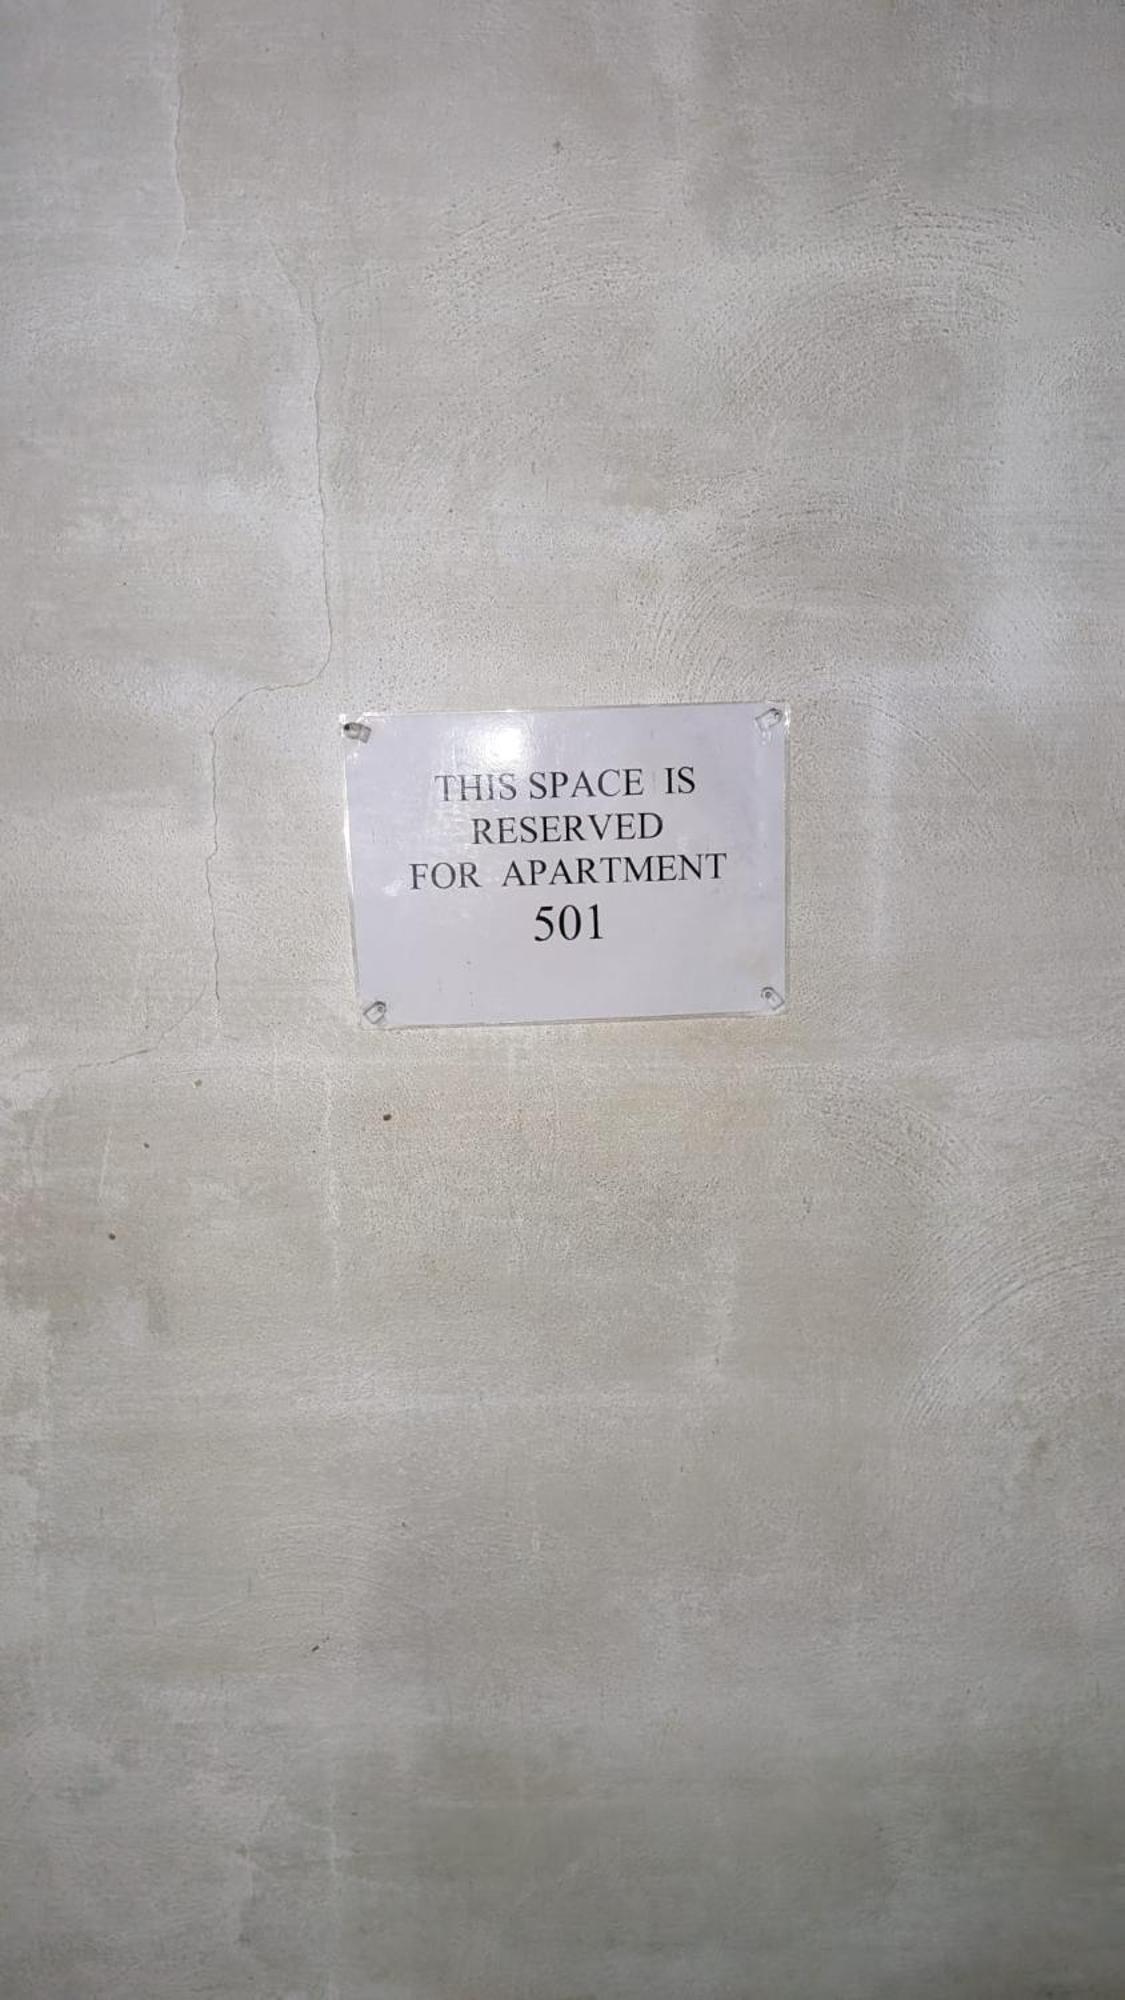 THIS SPACE IS
RESERVED
FOR APARTMENT
501